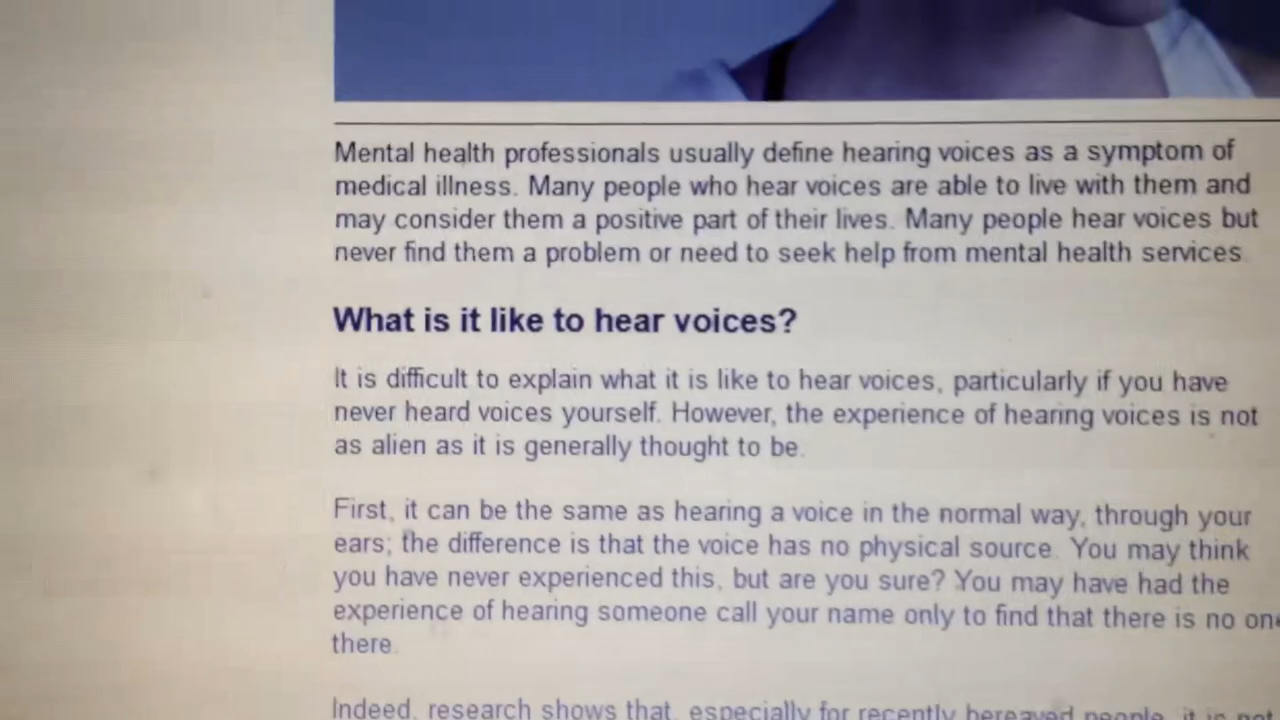 Mental health professionals usually define hearing voices as a symptom of
medical illness. Many people who hear voices are able to live with them and
may consider them a positive part of their lives. Many people hear voices but
never find them a problem or need to seek help from mental health services.
What is it like to hear voices?
It is difficult to explain what it is like to hear voices, particularly if you have
never heard voices yourself. However, the experience of hearing voices is not
as alien as it is generally thought to be.
First, it can be the same as hearing a voice in the normal way, through your
ears; the difference is that the voice has no physical source. You may think
you have never experienced this, but are you sure? You may have had the
experience of hearing someone call your name only to find that there is no one
there.
Indeed, research shows that, especially for recently bereaved people, it is not